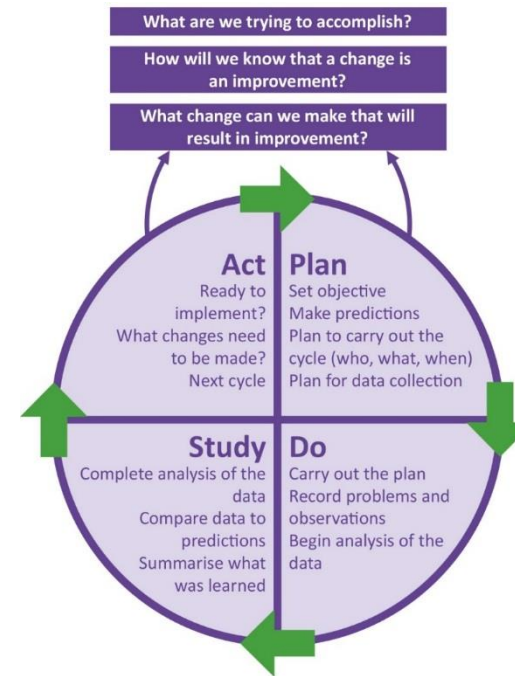 What are we trying to accomplish?
How will we know that a change is
an improvement?
What change can we make that will
result in improvement?
Act
Ready to
implement?
What changes need
to be made?
Next cycle
Plan
Set objective
Make predictions
Plan to carry out the
cycle (who, what, when)
Plan for data collection
Study
Complete analysis of the
data
Compare data to
predictions
Summarise what
was learned
Do
Carry out the plan
Record problems and
observations
Begin analysis of the
data